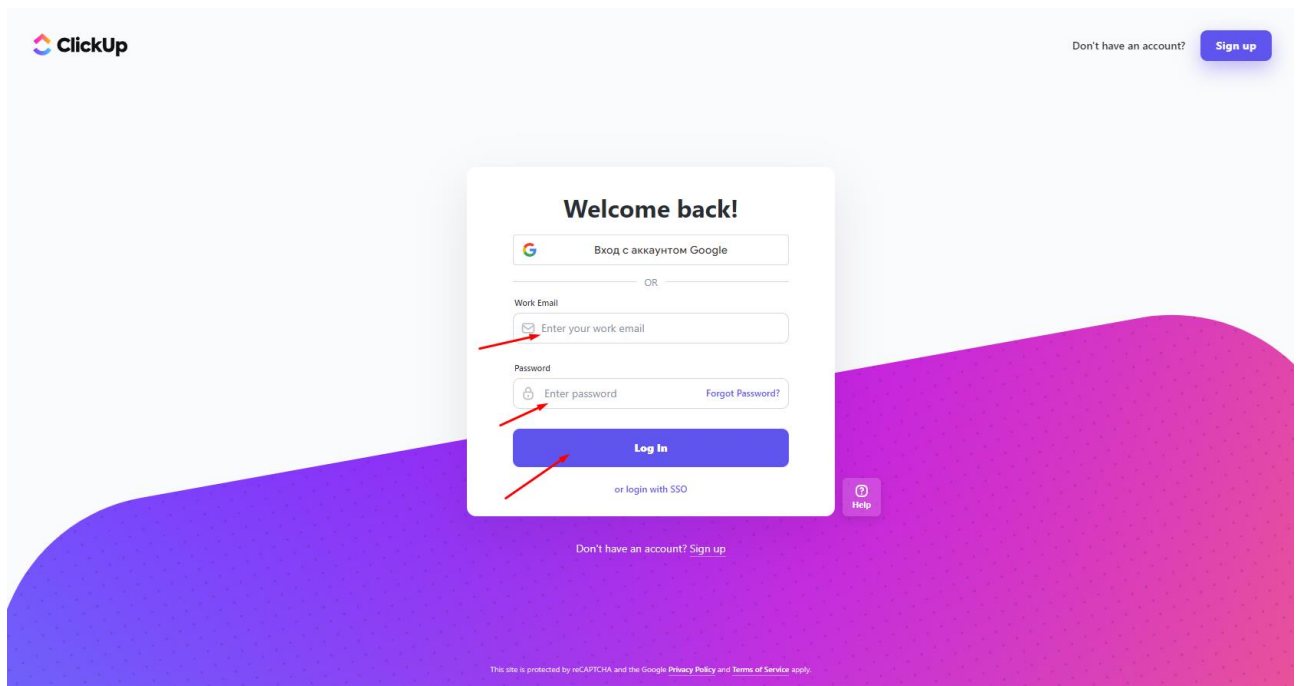 ClickUp
Don't have an account?
Sign up
Welcome back!
Вход с аккаунтом Google
OR
Work Email
Enter your work email
Password
Enter password
Forgot Password?
Log In
or login with SSO
Help
Don't have an account? Sign up
This site is protected by reCAPTCHA and the Google Privacy Policy and Terms of Service apply.